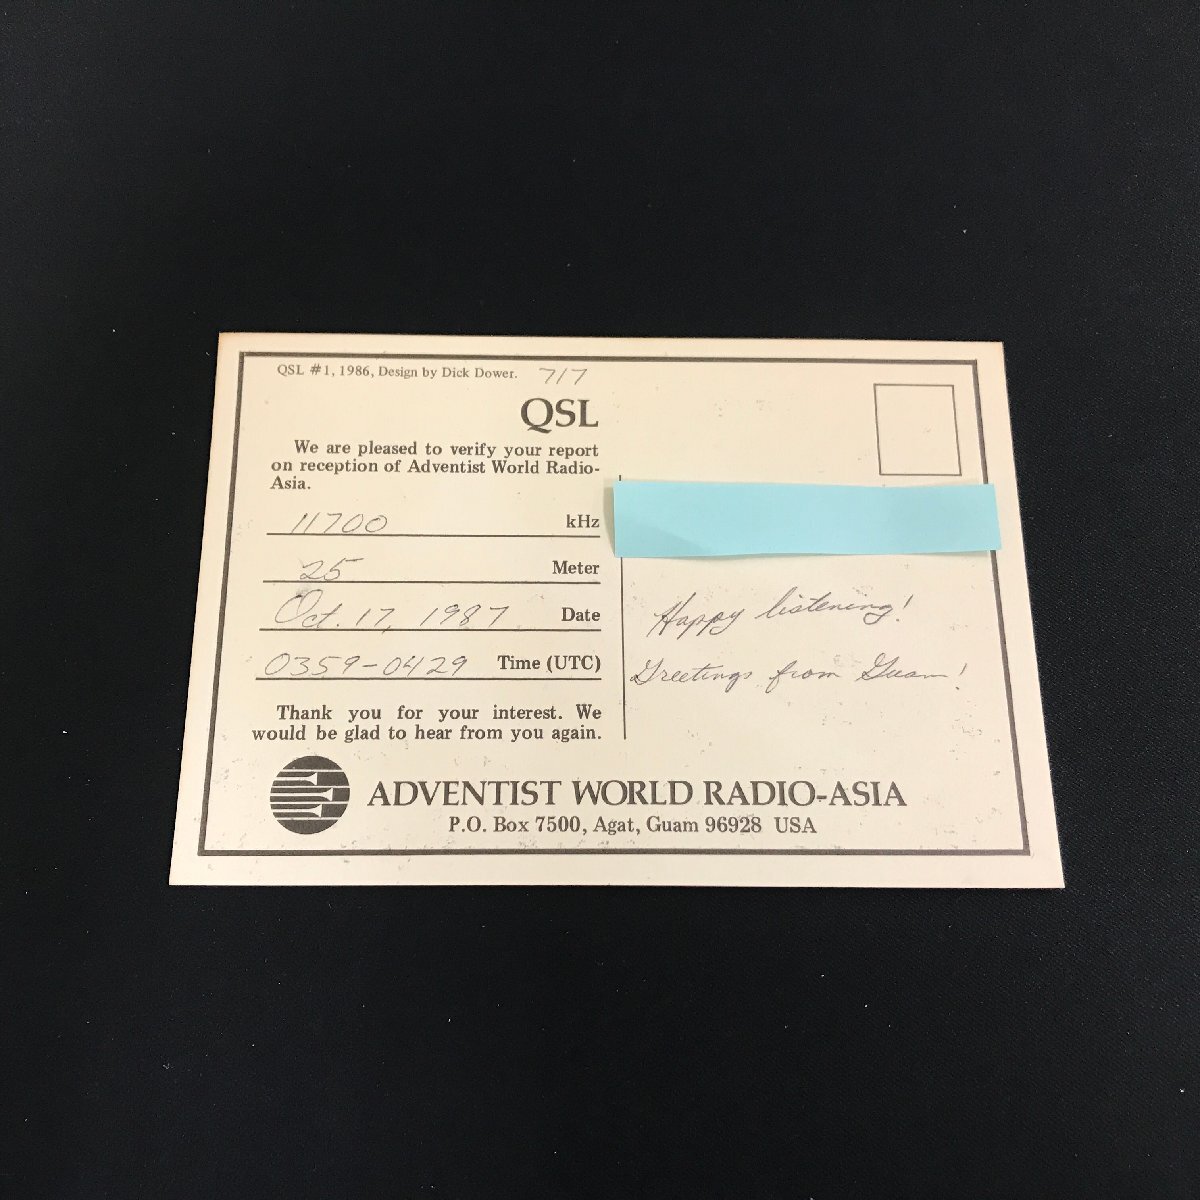 QSL #1, 1986, Design by Dick Dower. 717
QSL
We are pleased to verify your report
on reception of Adventist World Radio-
Asia.
11700 kHz
25 Meter
Oct. 17, 1987 Date
0359-0429 Time (UTC)
Thank you for your interest. We
would be glad to hear from you again.
Happy listening!
Greetings from Guam!
ADVENTIST WORLD RADIO-ASIA
P.O. Box 7500, Agat, Guam 96928 USA